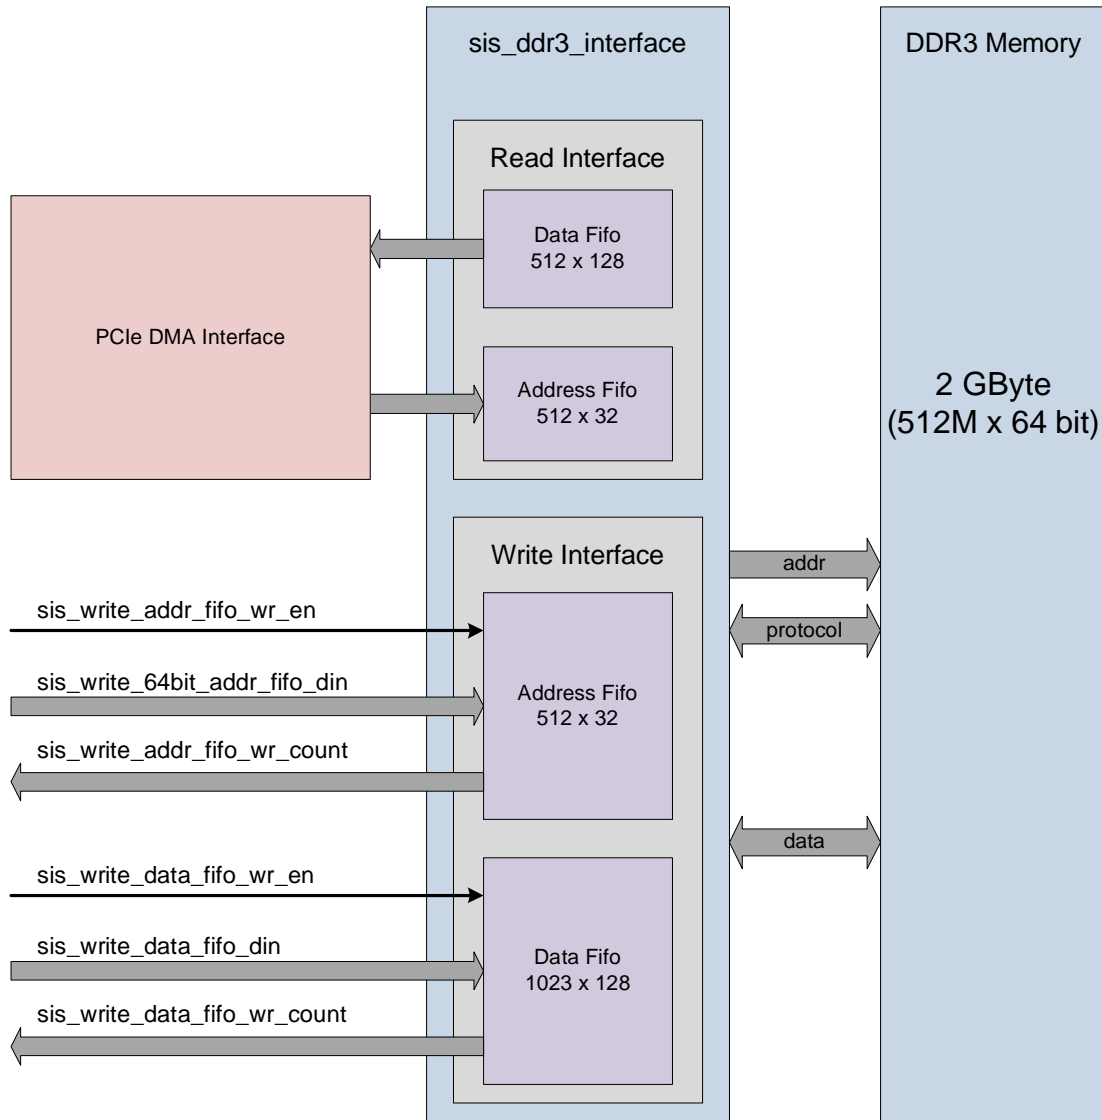 sis_ddr3_interface
DDR3 Memory
Read Interface
Data Fifo
512 x 128
PCIe DMA Interface
Address Fifo
512 x 32
2 GByte
(512M x 64 bit)
Write Interface
addr
sis_write_addr_fifo_wr_en
protocol
sis_write_64bit_addr_fifo_din
Address Fifo
512 x 32
sis_write_addr_fifo_wr_count
data
sis_write_data_fifo_wr_en
sis_write_data_fifo_din
Data Fifo
1023 x 128
sis_write_data_fifo_wr_count